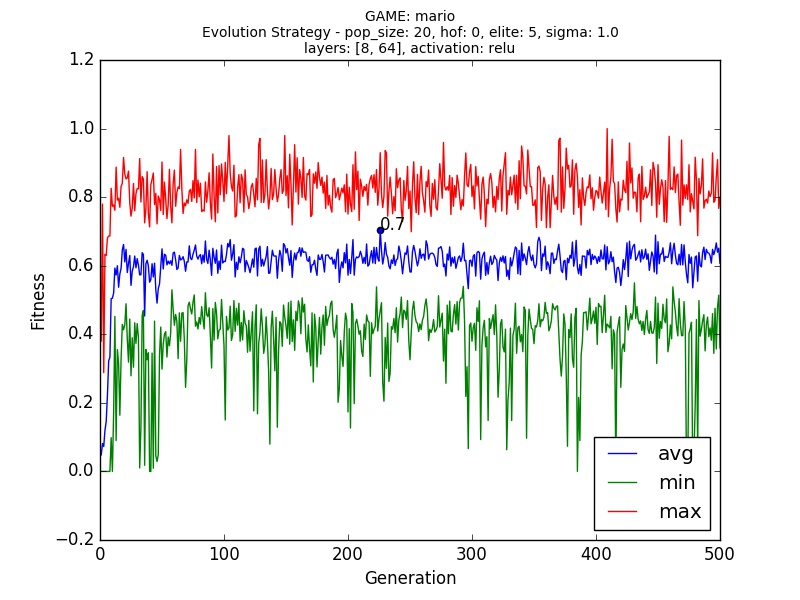 GAME: mario
Evolution Strategy - pop_size: 20, hof: 0, elite: 5, sigma: 1.0
layers: [8, 64], activation: relu
1.2
1.0
0.8
0.6
0.4
0.2
0.0
−0.2
Fitness
0.7
avg
min
max
0 100 200 300 400 500
Generation